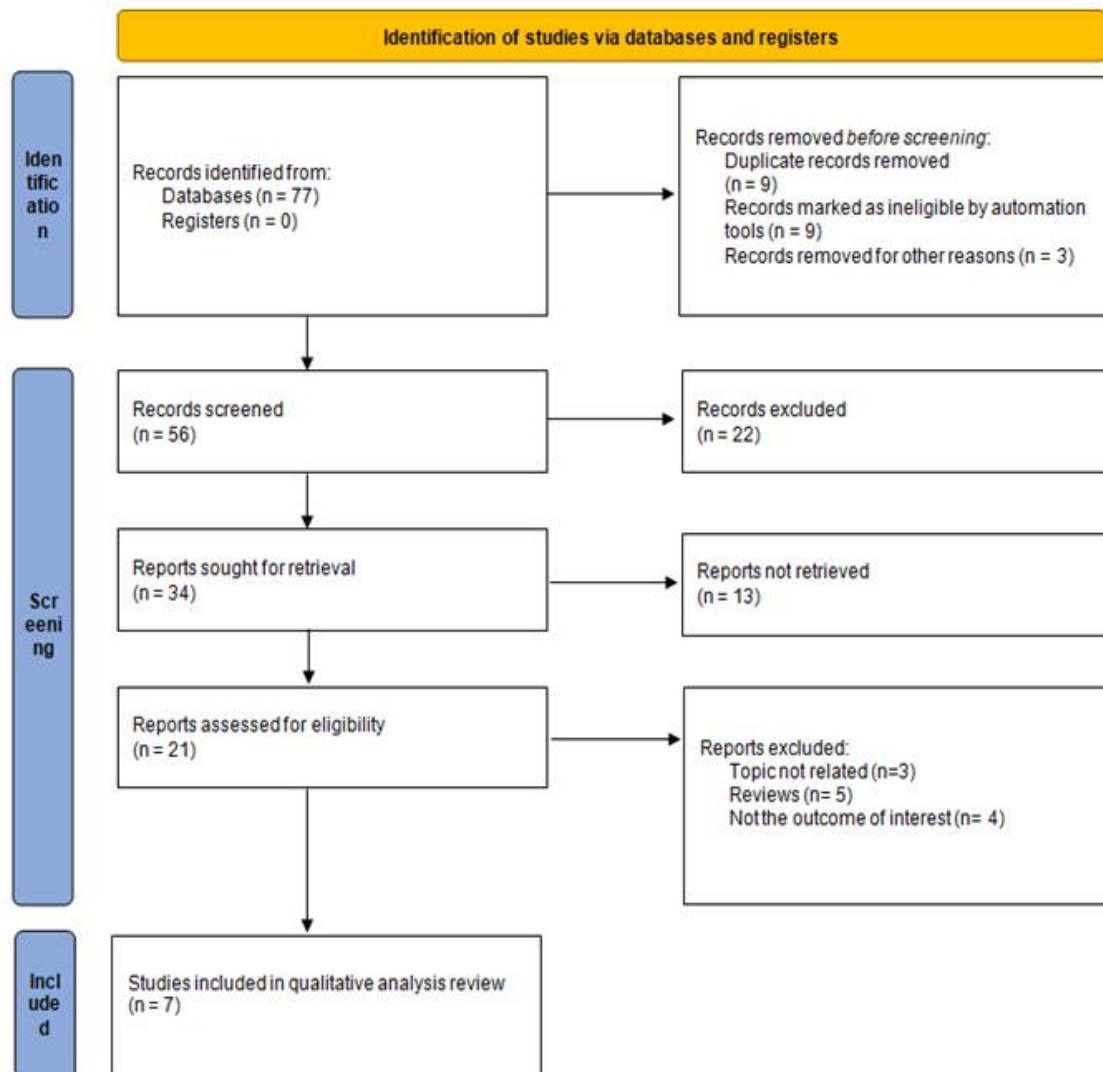 Identification of studies via databases and registers
Iden
tific
atio
n
Records identified from:
Databases (n = 77)
Registers (n = 0)
Records removed before screening:
Duplicate records removed
(n = 9)
Records marked as ineligible by automation
tools (n = 9)
Records removed for other reasons (n = 3)
Scr
eeni
ng
Records screened
(n = 56)
Records excluded
(n = 22)
Reports sought for retrieval
(n = 34)
Reports not retrieved
(n = 13)
Reports assessed for eligibility
(n = 21)
Reports excluded:
Topic not related (n=3)
Reviews (n= 5)
Not the outcome of interest (n= 4)
Incl
ude
d
Studies included in qualitative analysis review
(n = 7)